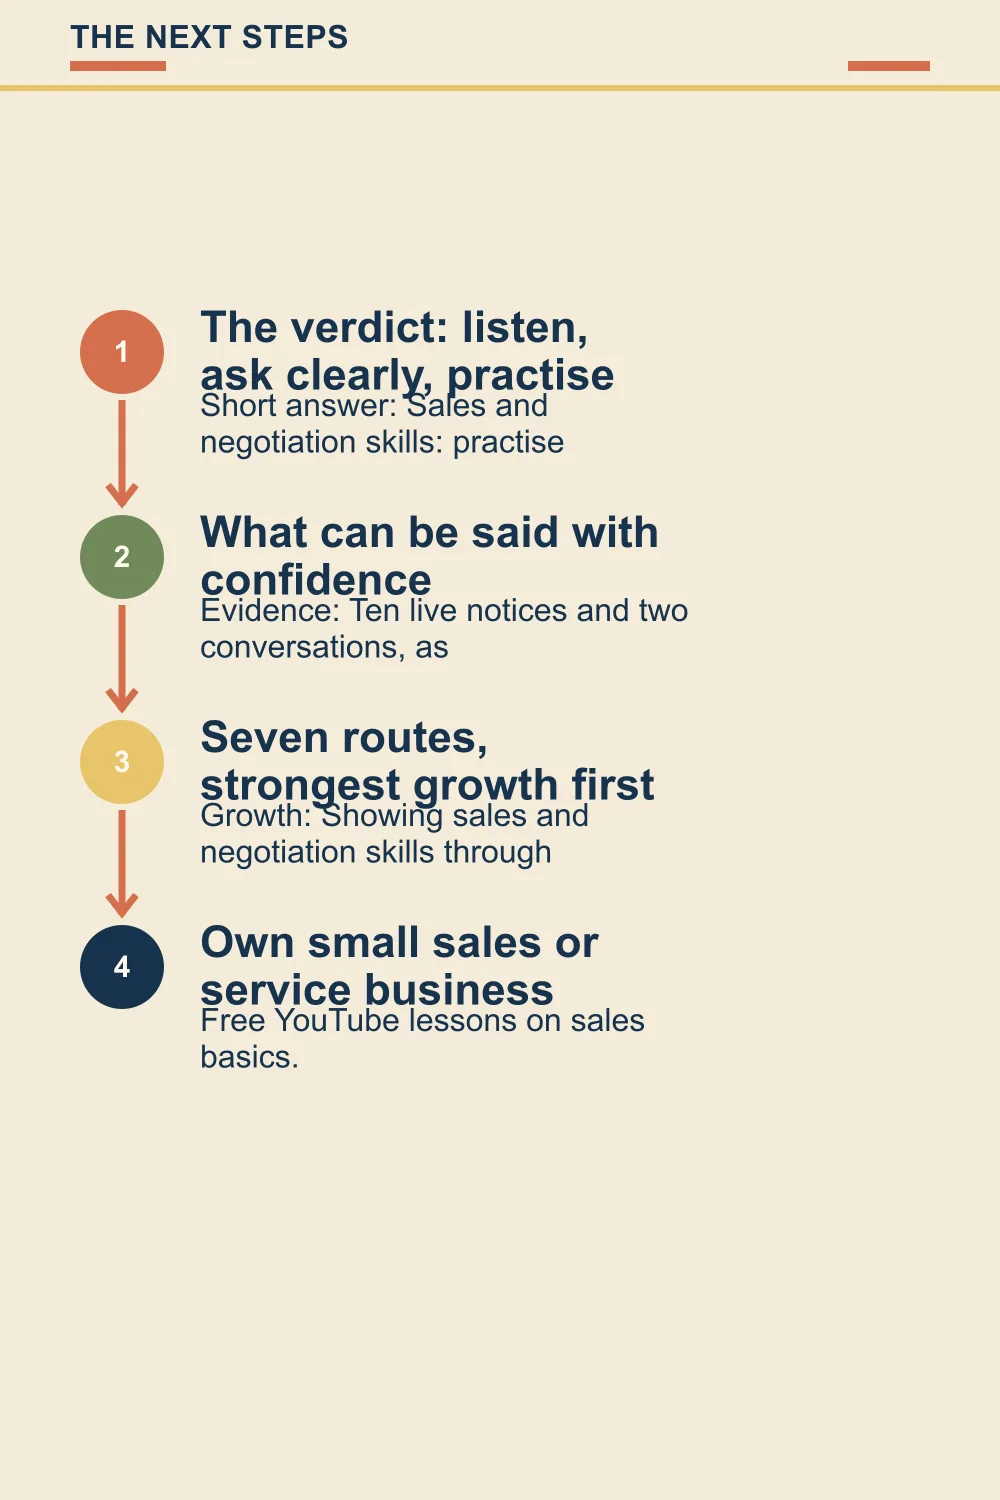 THE NEXT STEPS
1
The verdict: listen,
ask clearly, practise
Short answer: Sales and
negotiation skills: practise
2
What can be said with
confidence
Evidence: Ten live notices and two
conversations, as
3
Seven routes,
strongest growth first
Growth: Showing sales and
negotiation skills through
4
Own small sales or
service business
Free YouTube lessons on sales
basics.